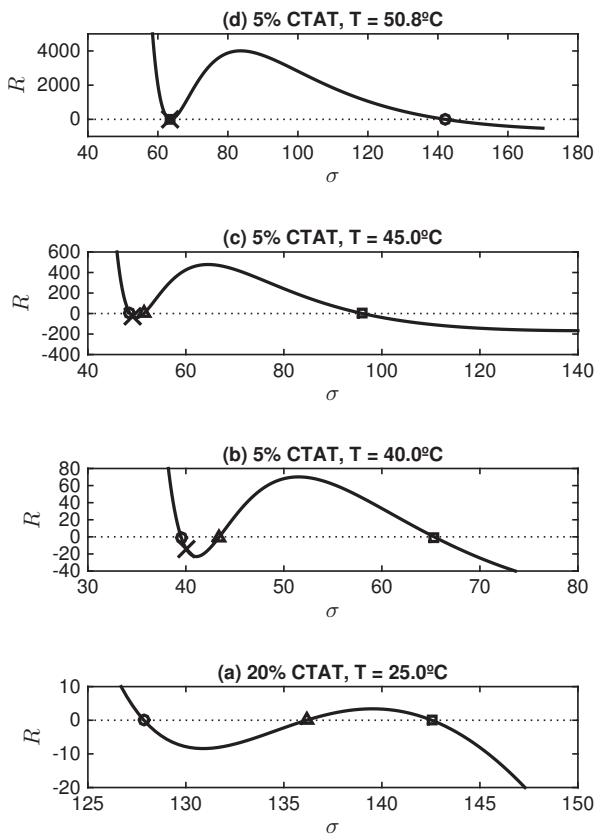 (d) 5% CTAT, T = 50.8ºC
4000
2000
0
R
40 60 80 100 120 140 160 180
σ
(c) 5% CTAT, T = 45.0ºC
600
400
200
0
-200
-400
R
40 60 80 100 120 140
σ
(b) 5% CTAT, T = 40.0ºC
80
60
40
20
0
-20
-40
R
30 40 50 60 70 80
σ
(a) 20% CTAT, T = 25.0ºC
10
0
-10
-20
R
125 130 135 140 145 150
σ